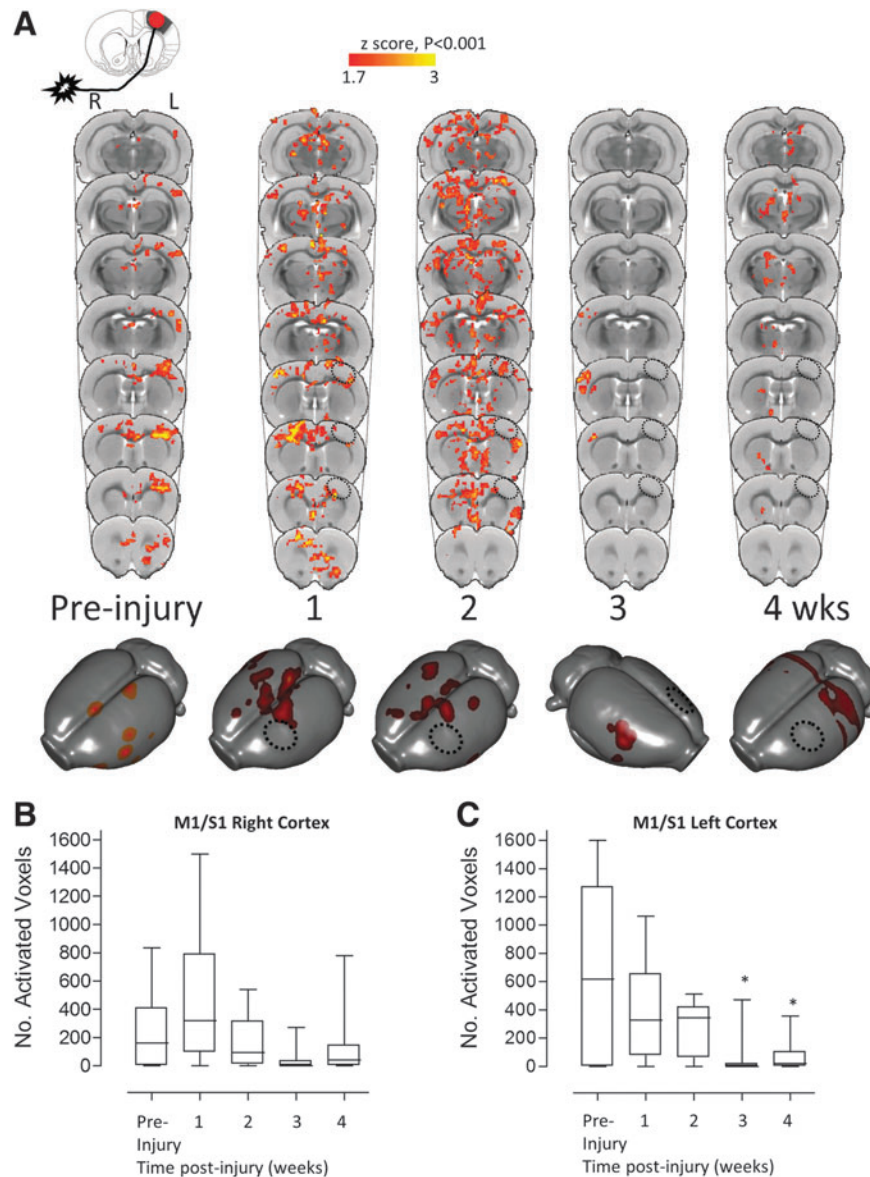 A
z score, P<0.001
1.7 3
R L
Pre-injury 1 2 3 4 wks
B
M1/S1 Right Cortex
No. Activated Voxels
1600
1400
1200
1000
800
600
400
200
0
Pre-
Injury
1 2 3 4
Time post-injury (weeks)
C
M1/S1 Left Cortex
No. Activated Voxels
1600
1400
1200
1000
800
600
400
200
0
* *
Pre-
Injury
1 2 3 4
Time post-injury (weeks)